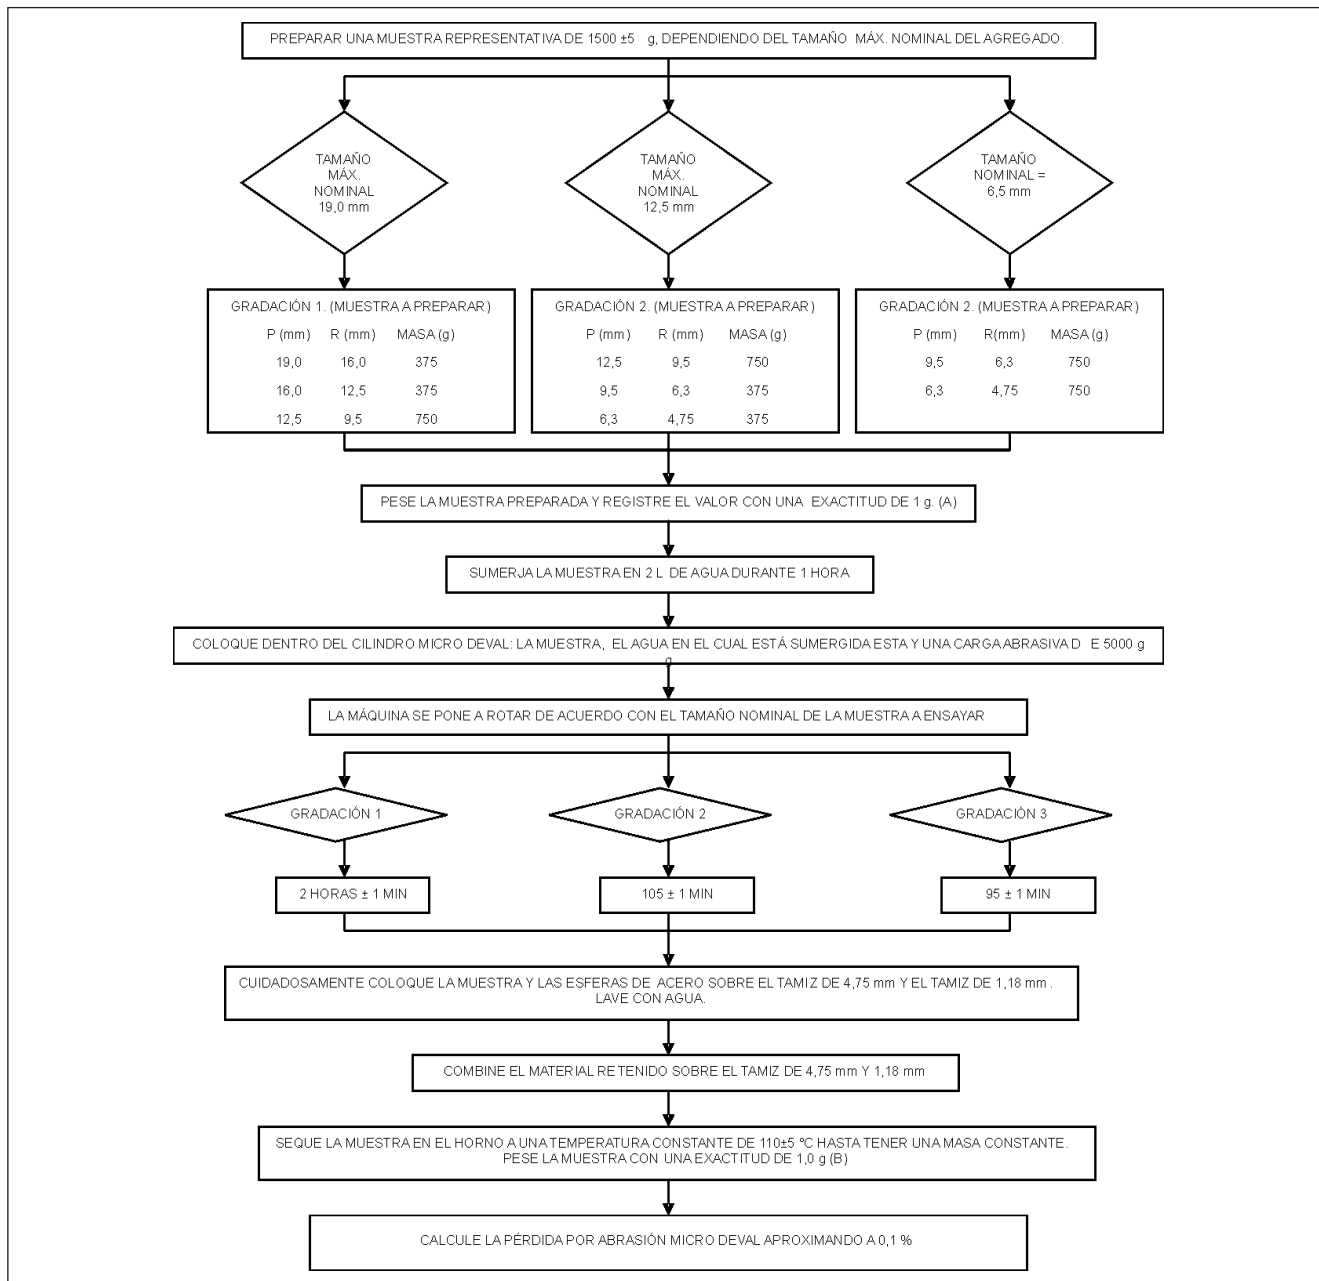 PREPARAR UNA MUESTRA REPRESENTATIVA DE 1500 ±5 g, DEPENDIENDO DEL TAMAÑO MÁX. NOMINAL DEL AGREGADO.
TAMAÑO
MÁX.
NOMINAL
19,0 mm
TAMAÑO
MÁX.
NOMINAL
12,5 mm
TAMAÑO
NOMINAL =
6,5 mm
GRADACIÓN 1. (MUESTRA A PREPARAR)
P (mm) R (mm) MASA (g)
19,0 16,0 375
16,0 12,5 375
12,5 9,5 750
GRADACIÓN 2. (MUESTRA A PREPARAR)
P (mm) R (mm) MASA (g)
12,5 9,5 750
9,5 6,3 375
6,3 4,75 375
GRADACIÓN 2. (MUESTRA A PREPARAR)
P (mm) R(mm) MASA (g)
9,5 6,3 750
6,3 4,75 750
PESE LA MUESTRA PREPARADA Y REGISTRE EL VALOR CON UNA EXACTITUD DE 1 g. (A)
SUMERJA LA MUESTRA EN 2 L DE AGUA DURANTE 1 HORA
COLOQUE DENTRO DEL CILINDRO MICRO DEVAL: LA MUESTRA, EL AGUA EN EL CUAL ESTÁ SUMERGIDA ESTA Y UNA CARGA ABRASIVA D E 5000 g
g
LA MÁQUINA SE PONE A ROTAR DE ACUERDO CON EL TAMAÑO NOMINAL DE LA MUESTRA A ENSAYAR
GRADACIÓN 1
GRADACIÓN 2
GRADACIÓN 3
2 HORAS ± 1 MIN
105 ± 1 MIN
95 ± 1 MIN
CUIDADOSAMENTE COLOQUE LA MUESTRA Y LAS ESFERAS DE ACERO SOBRE EL TAMIZ DE 4,75 mm Y EL TAMIZ DE 1,18 mm .
LAVE CON AGUA.
COMBINE EL MATERIAL RETENIDO SOBRE EL TAMIZ DE 4,75 mm Y 1,18 mm
SEQUE LA MUESTRA EN EL HORNO A UNA TEMPERATURA CONSTANTE DE 110±5 ºC HASTA TENER UNA MASA CONSTANTE.
PESE LA MUESTRA CON UNA EXACTITUD DE 1,0 g (B)
CALCULE LA PÉRDIDA POR ABRASIÓN MICRO DEVAL APROXIMANDO A 0,1 %